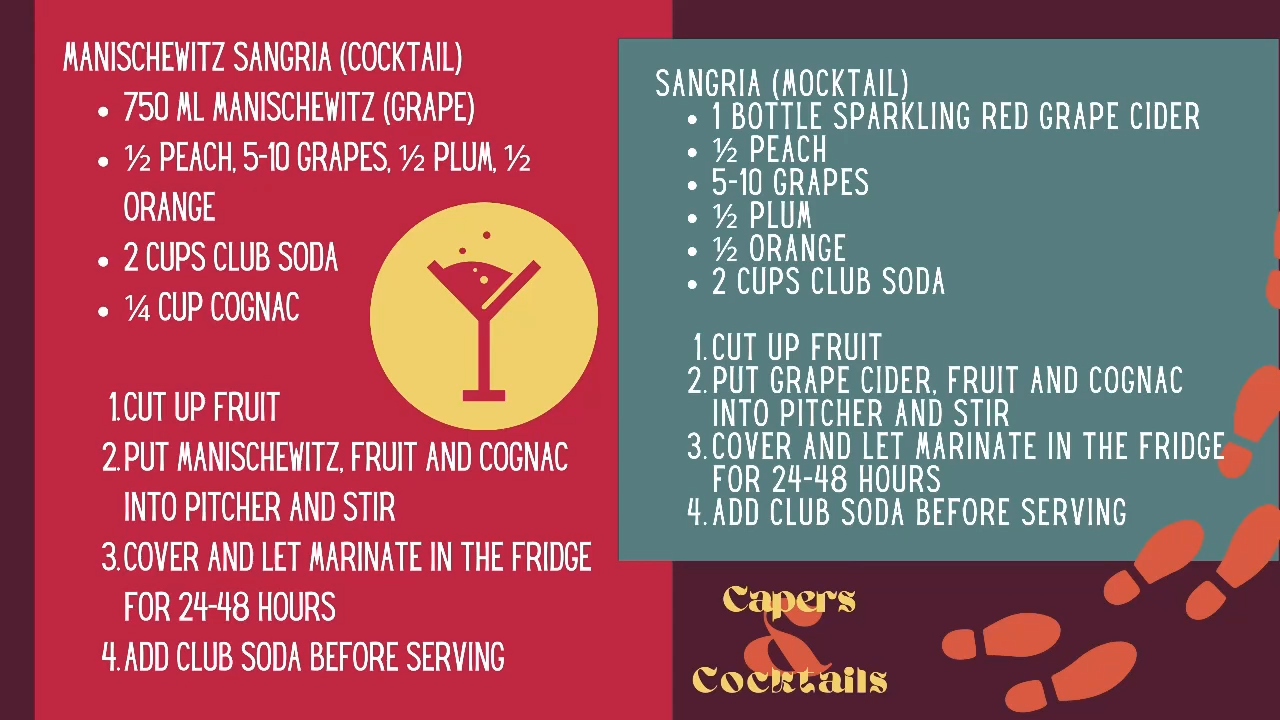 MANISCHEWITZ SANGRIA (COCKTAIL)
• 750 ML MANISCHEWITZ (GRAPE)
• ½ PEACH, 5-10 GRAPES, ½ PLUM, ½
ORANGE
• 2 CUPS CLUB SODA
• ¼ CUP COGNAC
1. CUT UP FRUIT
2. PUT MANISCHEWITZ, FRUIT AND COGNAC
INTO PITCHER AND STIR
3. COVER AND LET MARINATE IN THE FRIDGE
FOR 24-48 HOURS
4. ADD CLUB SODA BEFORE SERVING
SANGRIA (MOCKTAIL)
• 1 BOTTLE SPARKLING RED GRAPE CIDER
• ½ PEACH
• 5-10 GRAPES
• ½ PLUM
• ½ ORANGE
• 2 CUPS CLUB SODA
1. CUT UP FRUIT
2. PUT GRAPE CIDER, FRUIT AND COGNAC
INTO PITCHER AND STIR
3. COVER AND LET MARINATE IN THE FRIDGE
FOR 24-48 HOURS
4. ADD CLUB SODA BEFORE SERVING
Capers
&
Cocktails